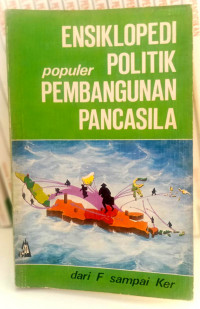 ENSIKLOPEDI
populer POLITIK
PEMBANGUNAN
PANCASILA
dari F sampai Ker